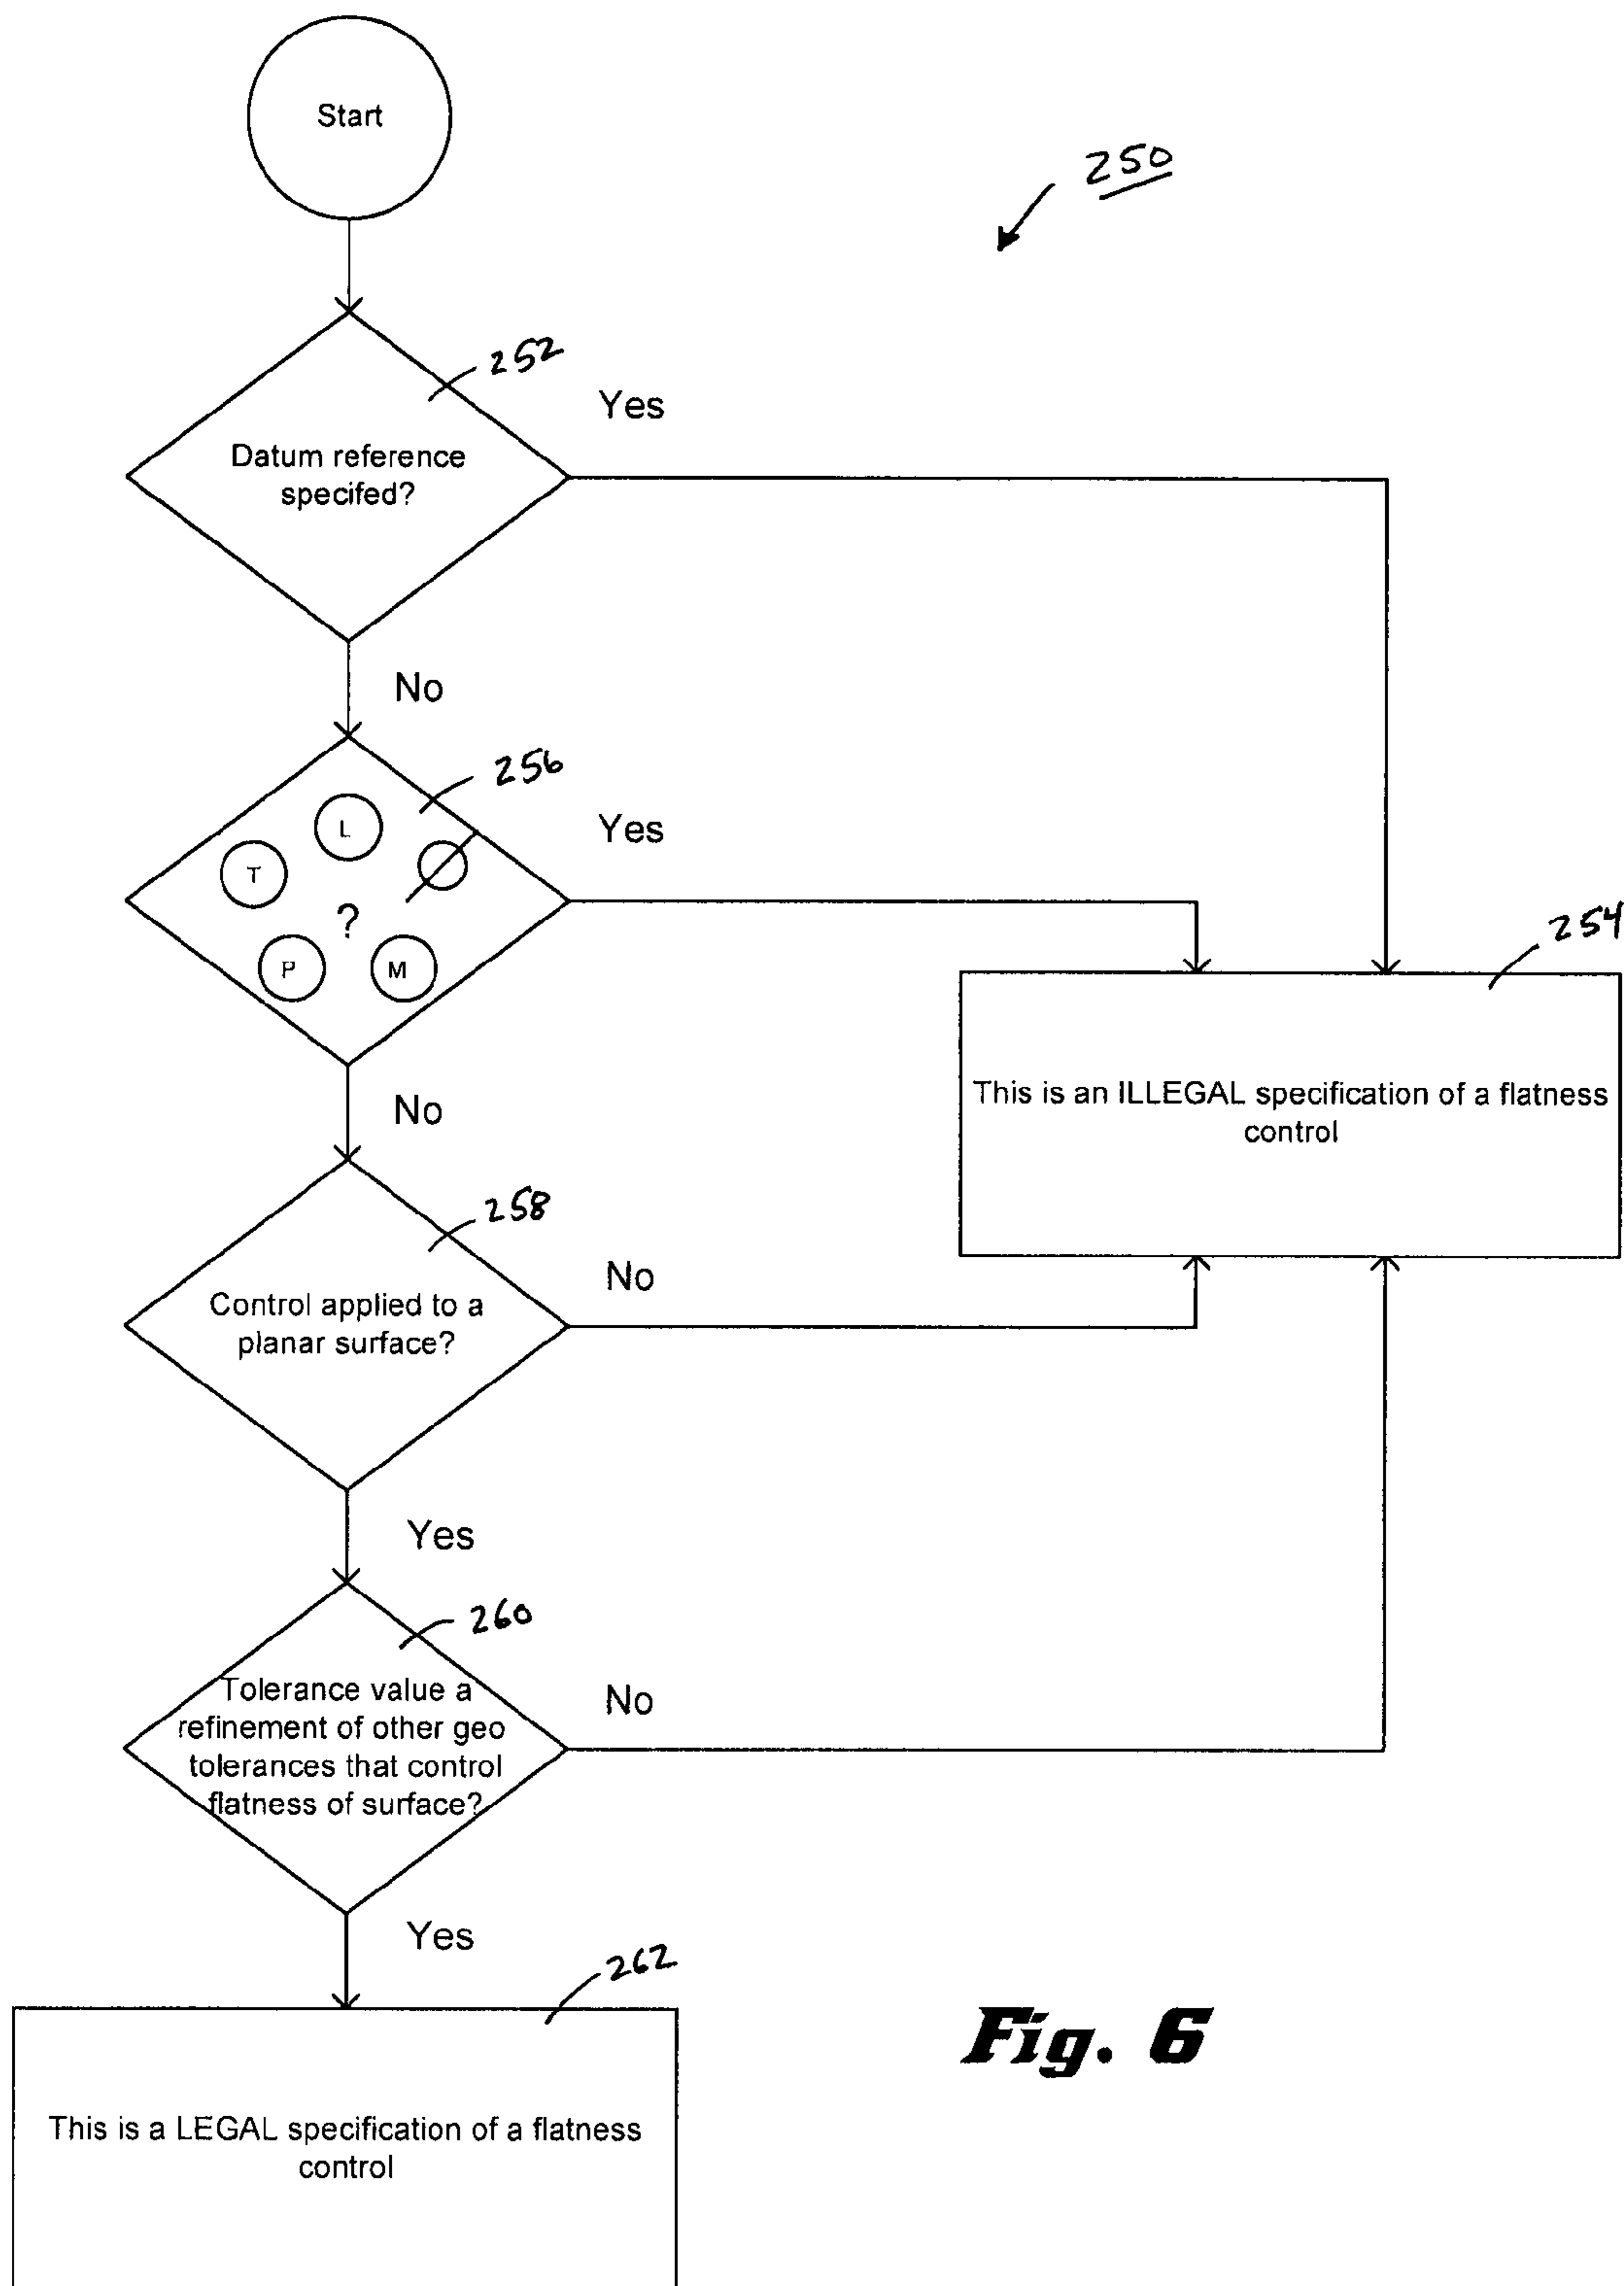 Start
250
252
Yes
Datum reference
specifed?
No
256
Yes
L
T
?
P
M
254
This is an ILLEGAL specification of a flatness
control
No
258
No
Control applied to a
planar surface?
Yes
260
No
Tolerance value a
refinement of other geo
tolerances that control
flatness of surface?
Yes
262
This is a LEGAL specification of a flatness
control
Fig. 6